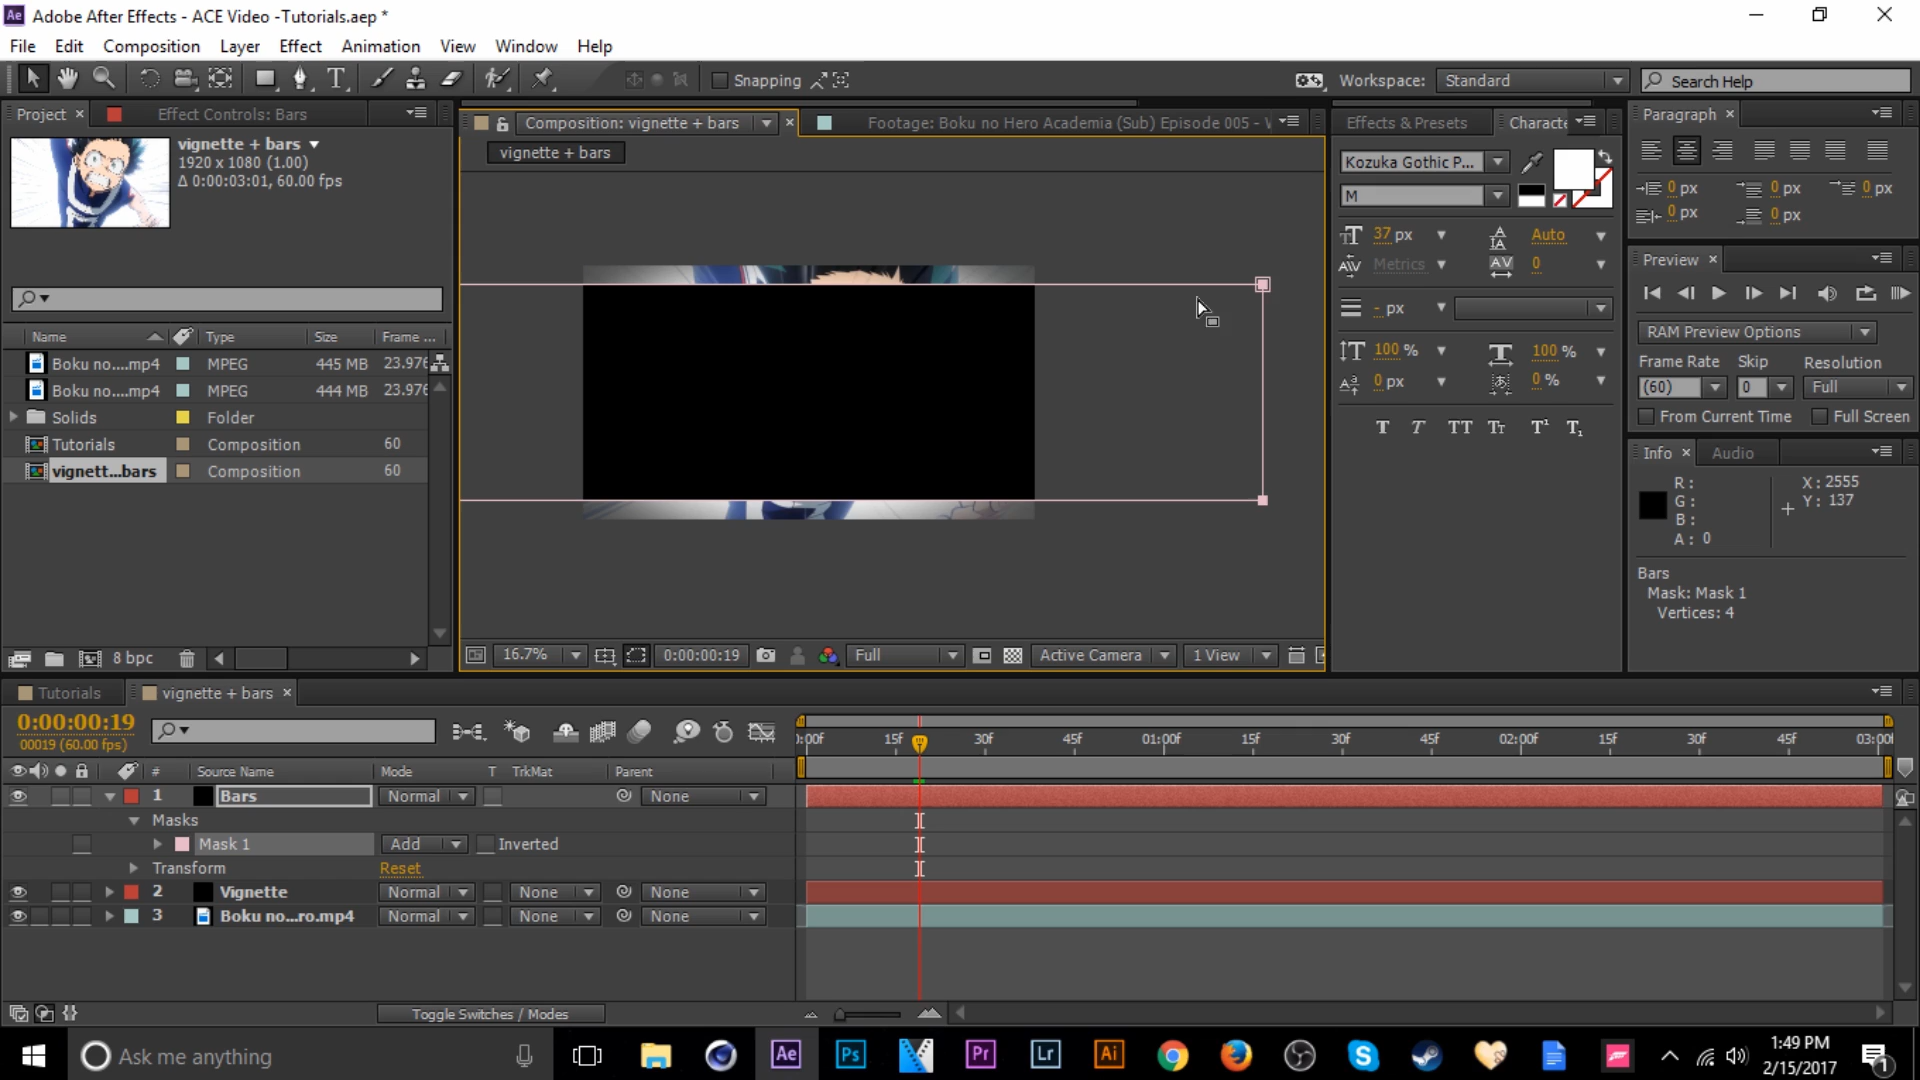 Adobe After Effects - ACE Video -Tutorials.aep *
File Edit Composition Layer Effect Animation View Window Help
Snapping
Workspace: Standard
Search Help
Project
Effect Controls: Bars
vignette + bars
1920 x 1080 (1.00)
Δ 0:00:03:01, 60.00 fps
Name Type Size Frame ...
Boku no....mp4 MPEG 445 MB 23.976
Boku no....mp4 MPEG 444 MB 23.976
Solids Folder
Tutorials Composition 60
vignett...bars Composition 60
8 bpc
Composition: vignette + bars
Footage: Boku no Hero Academia (Sub) Episode 005 -
vignette + bars
16.7% 0:00:00:19 Full Active Camera 1 View
Effects & Presets Characte
Kozuka Gothic P...
M
37 px Auto
Metrics 0
- px
100 % 100 %
0 px 0 %
T T TT Tt T¹ T₁
Paragraph
0 px 0 px 0 px
0 px 0 px
Preview
RAM Preview Options
Frame Rate Skip Resolution
(60) 0 Full
From Current Time Full Screen
Info Audio
R: X: 2555
G: Y: 137
B:
A: 0
Bars
Mask: Mask 1
Vertices: 4
Tutorials vignette + bars
0:00:00:19
00019 (60.00 fps)
# Source Name Mode T TrkMat Parent
1 Bars Normal None
Masks
Mask 1 Add Inverted
Transform Reset
2 Vignette Normal None None
3 Boku no...ro.mp4 Normal None None
):00f 15f 30f 45f 01:00f 15f 30f 45f 02:00f 15f 30f 45f 03:00f
Toggle Switches / Modes
Ask me anything
Ae Ps Pr Lr Ai
1:49 PM
2/15/2017
1